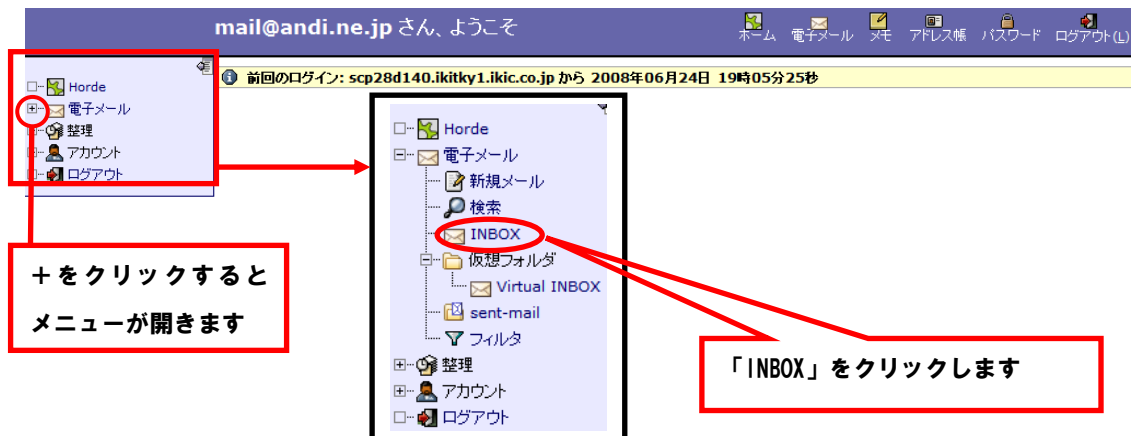 mail@andi.ne.jp さん、ようこそ
ホーム 電子メール メモ アドレス帳 パスワード ログアウト(L)
前回のログイン: scp28d140.ikitky1.ikic.co.jp から 2008年06月24日 19時05分25秒
Horde
電子メール
整理
アカウント
ログアウト
Horde
電子メール
新規メール
検索
INBOX
仮想フォルダ
Virtual INBOX
sent-mail
フィルタ
整理
アカウント
ログアウト
＋をクリックすると
メニューが開きます
「INBOX」をクリックします